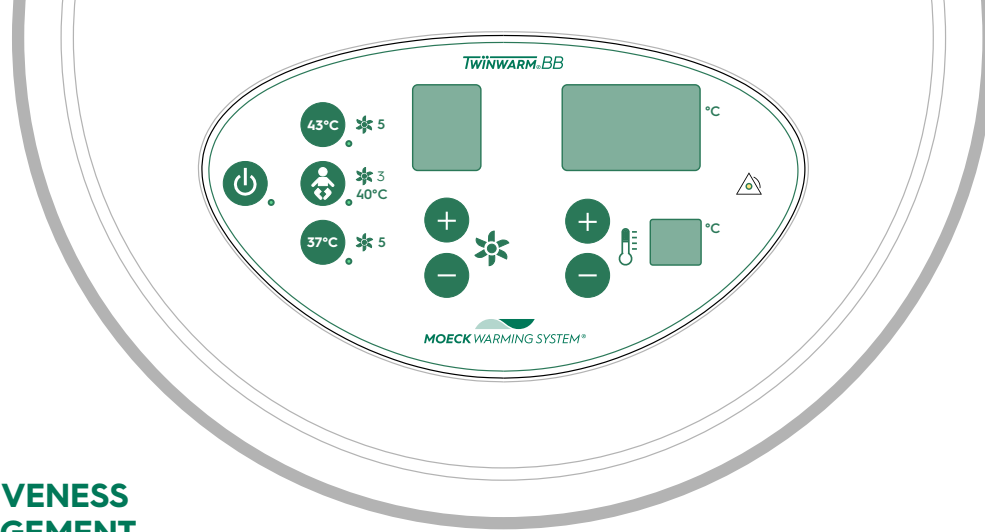 TWINWARM®BB
43°C 5
°C
3
40°C
37°C 5
°C
MOECK WARMING SYSTEM®
VENESS
GEMENT